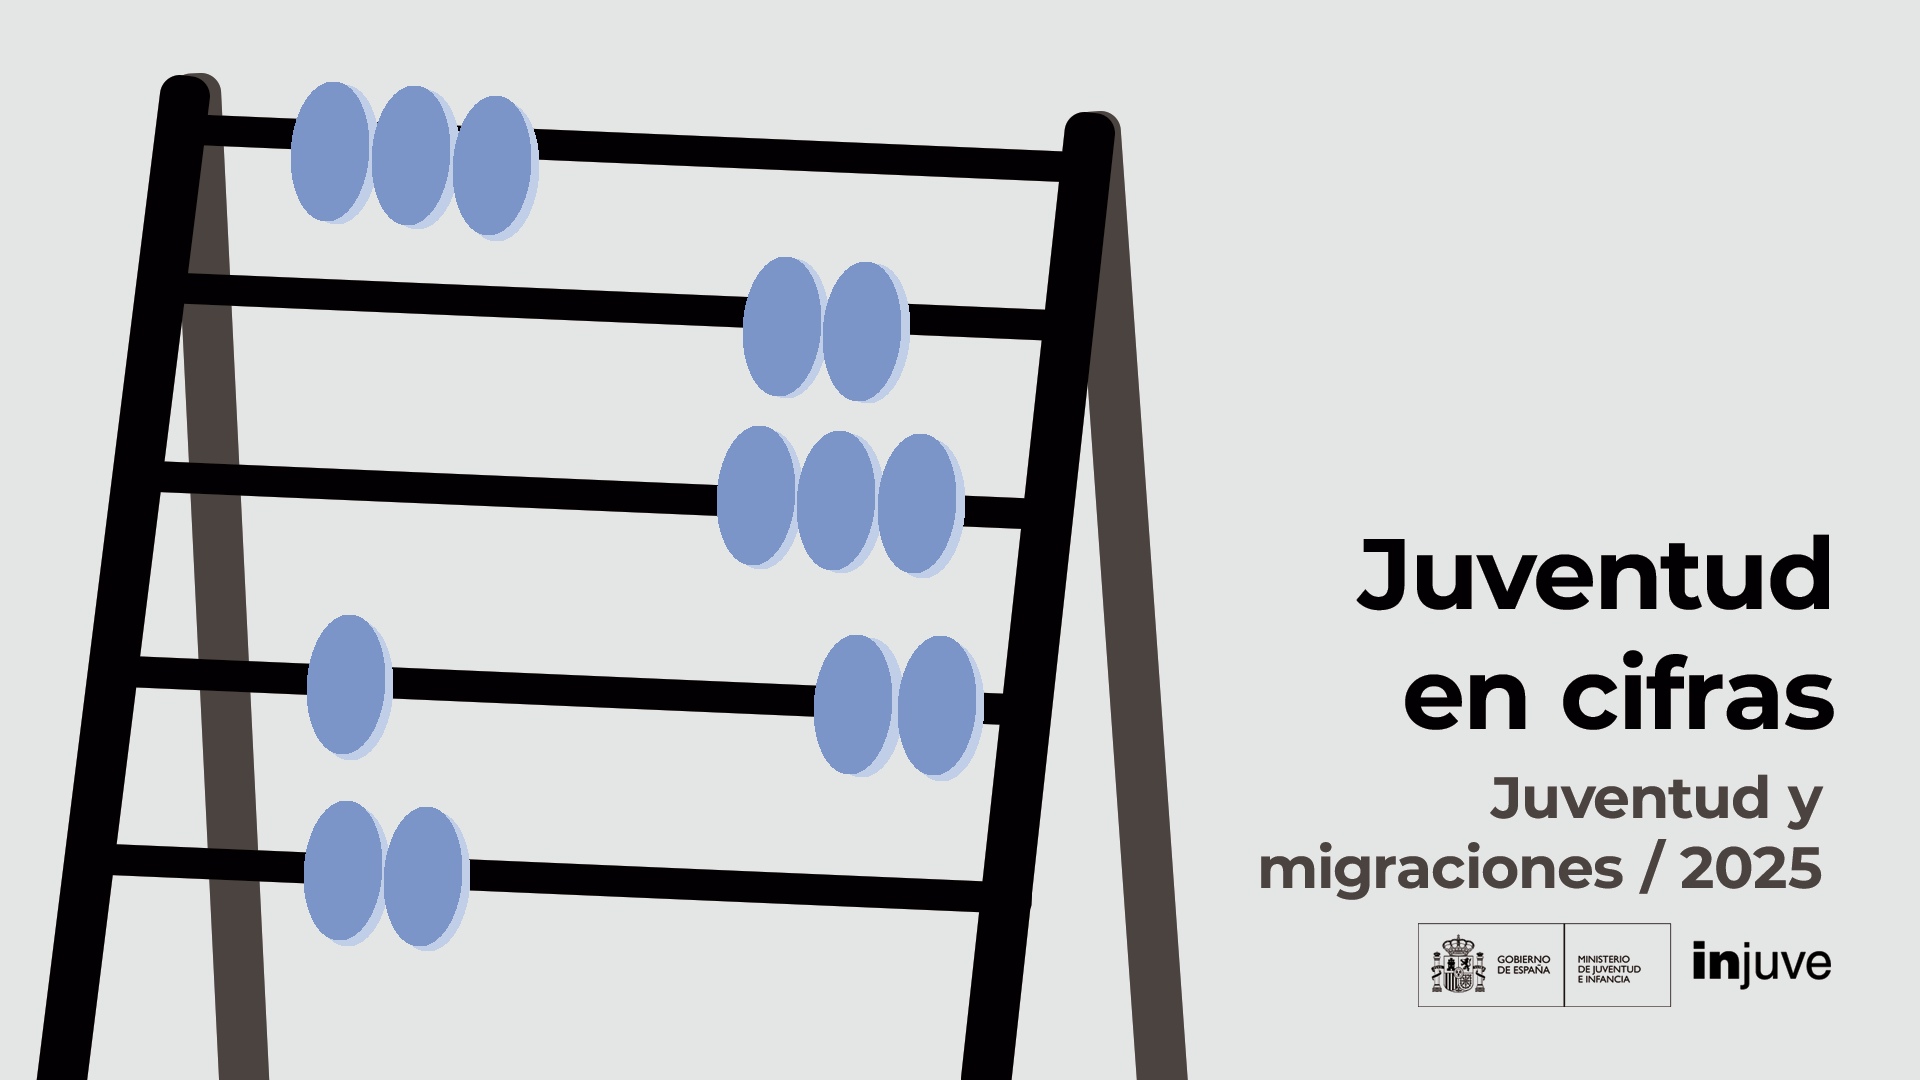 Juventud
en cifras
Juventud y
migraciones / 2025
GOBIERNO
DE ESPAÑA
MINISTERIO
DE JUVENTUD
E INFANCIA
injuve